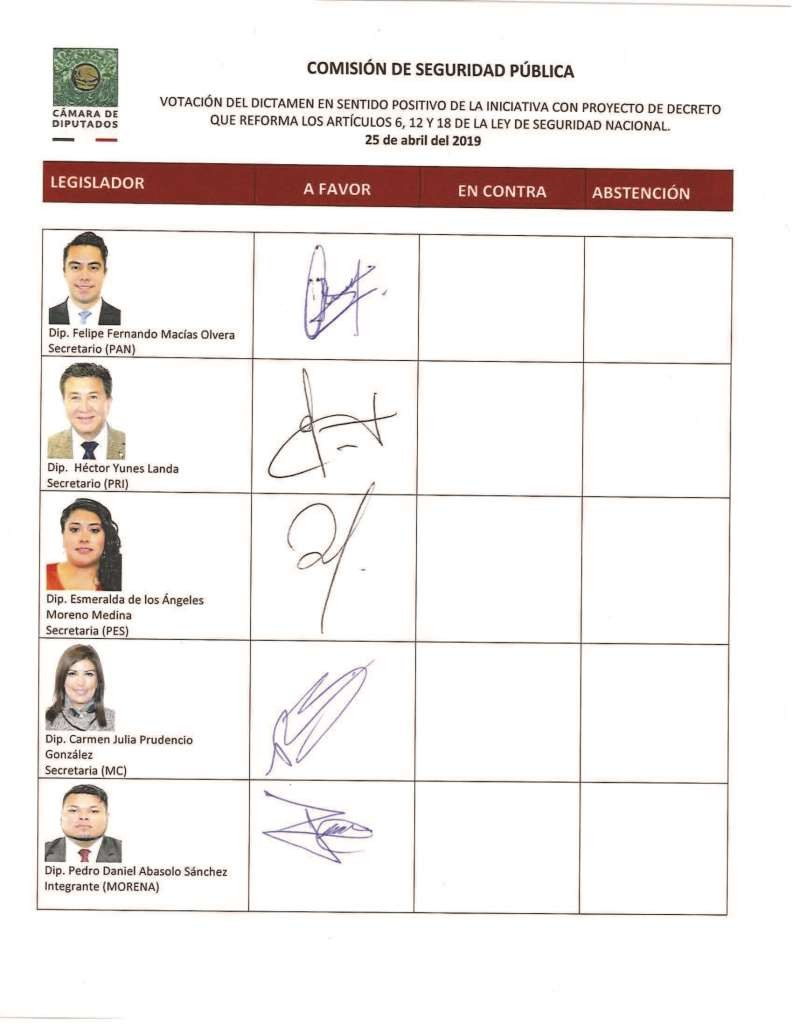 CÁMARA DE
DIPUTADOS
COMISIÓN DE SEGURIDAD PÚBLICA
VOTACIÓN DEL DICTAMEN EN SENTIDO POSITIVO DE LA INICIATIVA CON PROYECTO DE DECRETO
QUE REFORMA LOS ARTÍCULOS 6, 12 Y 18 DE LA LEY DE SEGURIDAD NACIONAL.
25 de abril del 2019
LEGISLADOR A FAVOR EN CONTRA ABSTENCIÓN
Dip. Felipe Fernando Macías Olvera
Secretario (PAN)
Dip. Héctor Yunes Landa
Secretario (PRI)
Dip. Esmeralda de los Ángeles
Moreno Medina
Secretaria (PES)
Dip. Carmen Julia Prudencio
González
Secretaria (MC)
Dip. Pedro Daniel Abasolo Sánchez
Integrante (MORENA)